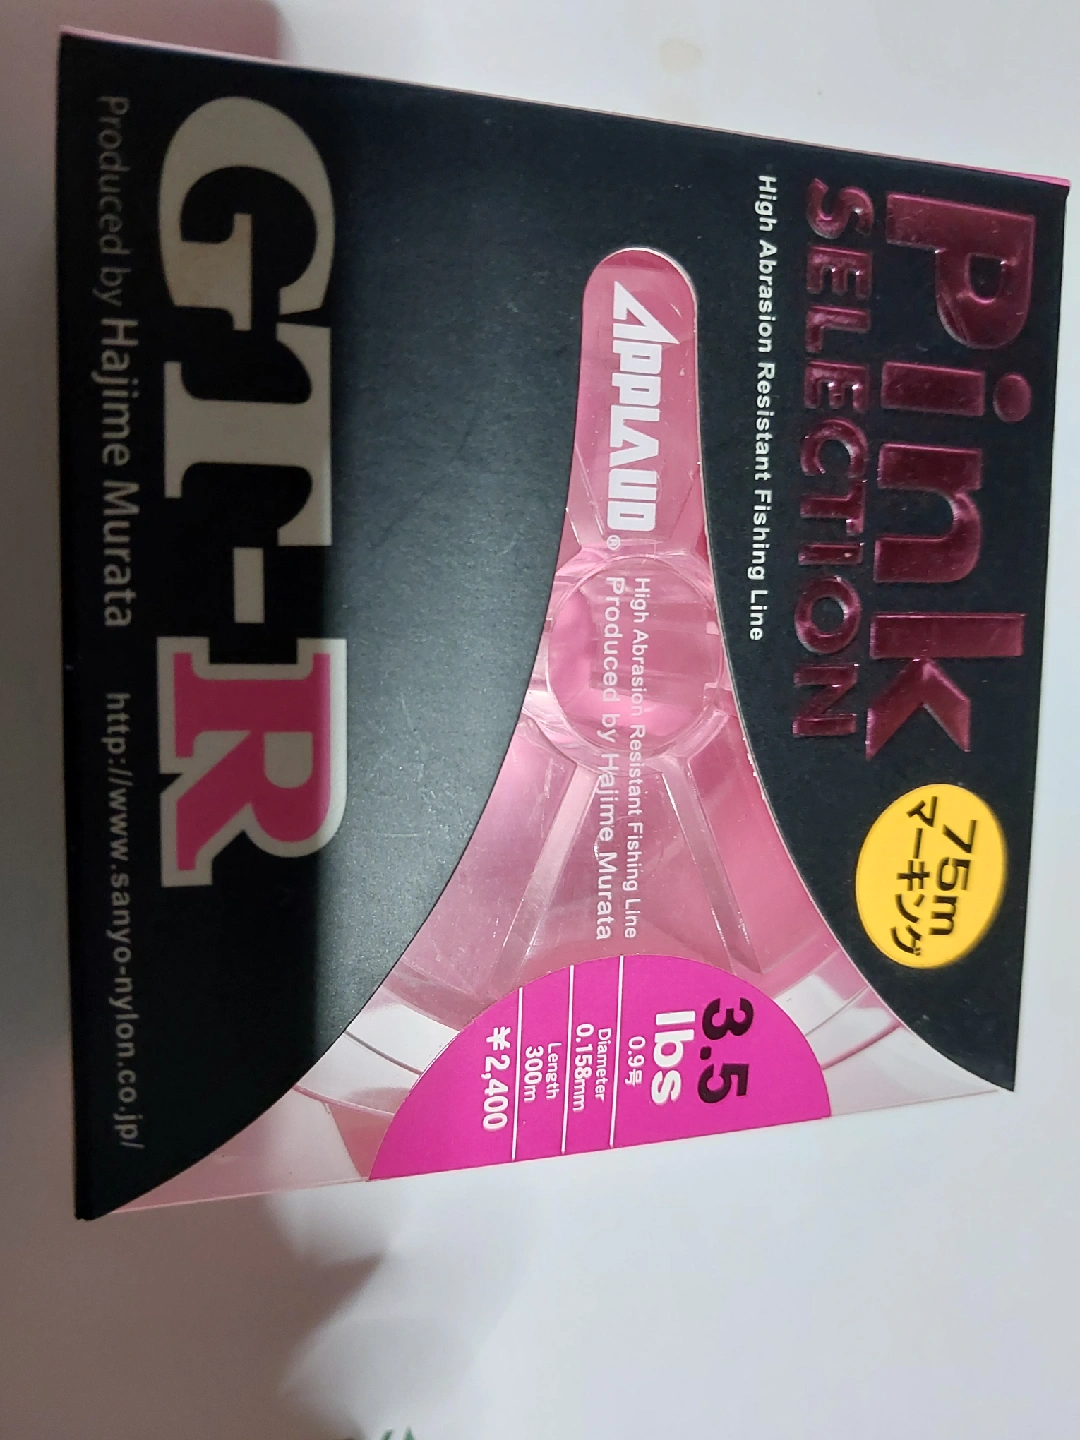 Pink
SELECTION
High Abrasion Resistant Fishing Line
75m
マーキング
APPLAUD®
High Abrasion Resistant Fishing Line
Produced by Hajime Murata
3.5
lbs
0.9号
Diameter
0.158mm
Length
300m
¥2,400
GT-R
Produced by Hajime Murata http://www.sanyo-nylon.co.jp/